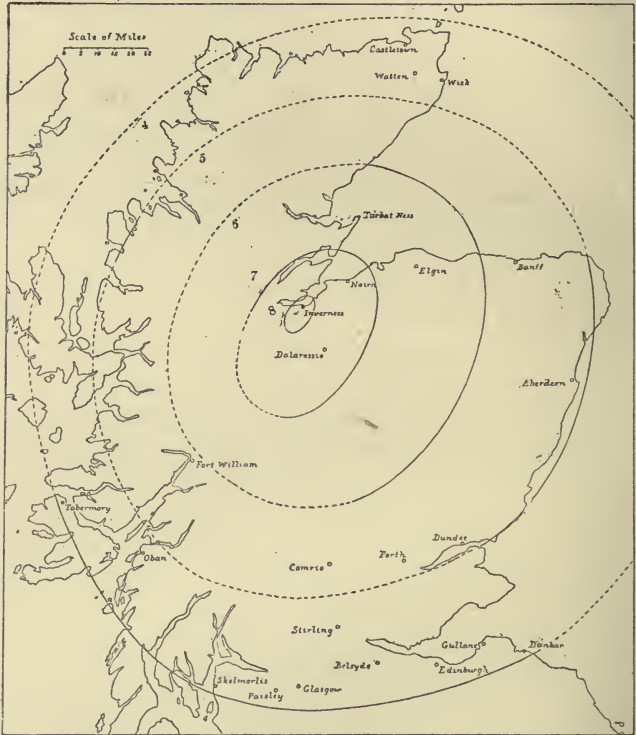 Scale of Miles
0 5 10 15 20 25
Castletown
Watten
Wick
4
5
Tarbat Ness
6
7
Elgin
Banff
Nairn
8
Inverness
Dalarossie
Aberdeen
Fort William
Tobermory
Dundee
Oban
Comrie
Perth
Stirling
Gullane
Dunbar
Belsyde
Edinburgh
Skelmorlie
Glasgow
Paisley